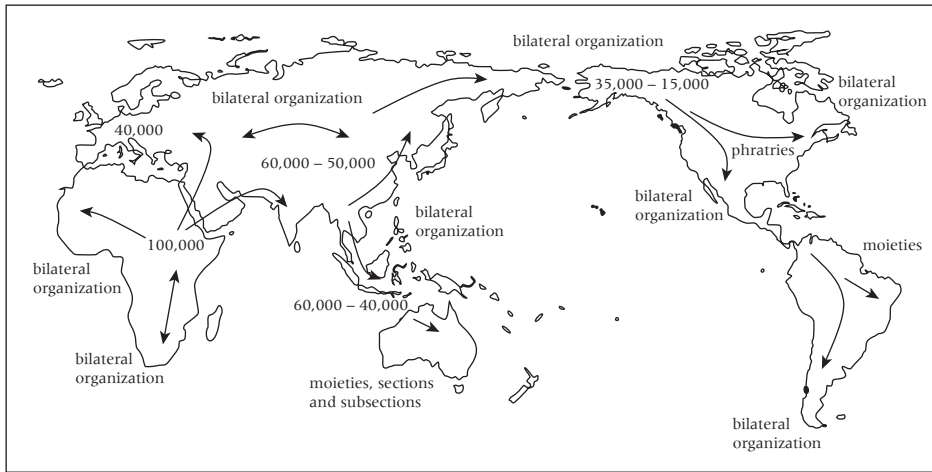 bilateral organization
35,000 – 15,000
bilateral
organization
bilateral organization
40,000
60,000 – 50,000
phratries
bilateral
organization
bilateral
organization
100,000
moieties
bilateral
organization
60,000 – 40,000
bilateral
organization
moieties, sections
and subsections
bilateral
organization